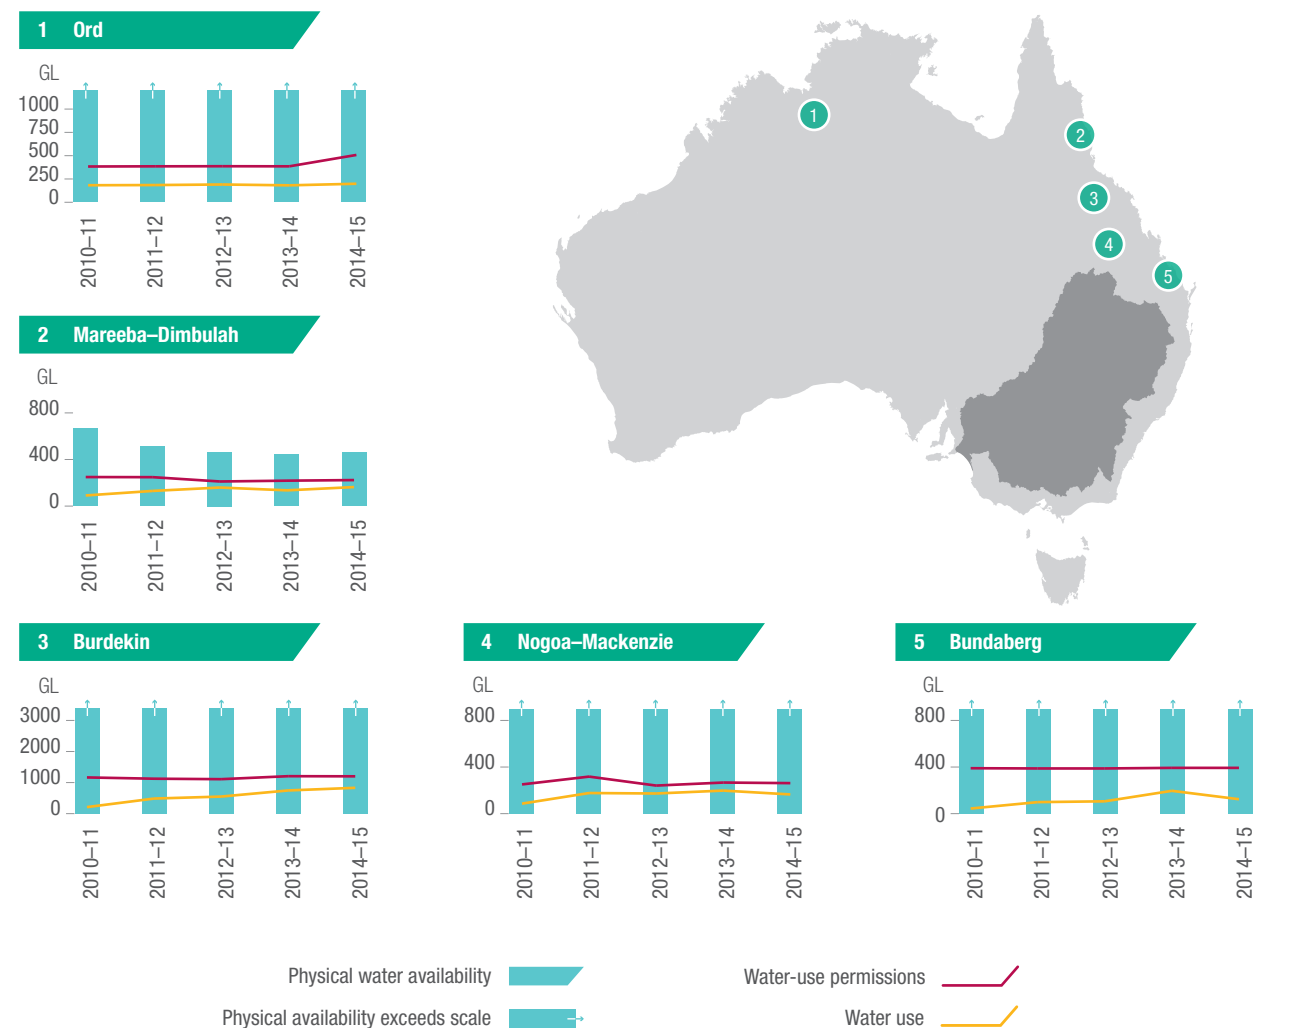 1 Ord
GL
1000
750
500
250
0
2010–11 2011–12 2012–13 2013–14 2014–15
1
2
3
4
5
2 Mareeba–Dimbulah
GL
800
400
0
2010–11 2011–12 2012–13 2013–14 2014–15
3 Burdekin
GL
3000
2000
1000
0
2010–11 2011–12 2012–13 2013–14 2014–15
4 Nogoa–Mackenzie
GL
800
400
0
2010–11 2011–12 2012–13 2013–14 2014–15
5 Bundaberg
GL
800
400
0
2010–11 2011–12 2012–13 2013–14 2014–15
Physical water availability
Water-use permissions
Physical availability exceeds scale
Water use